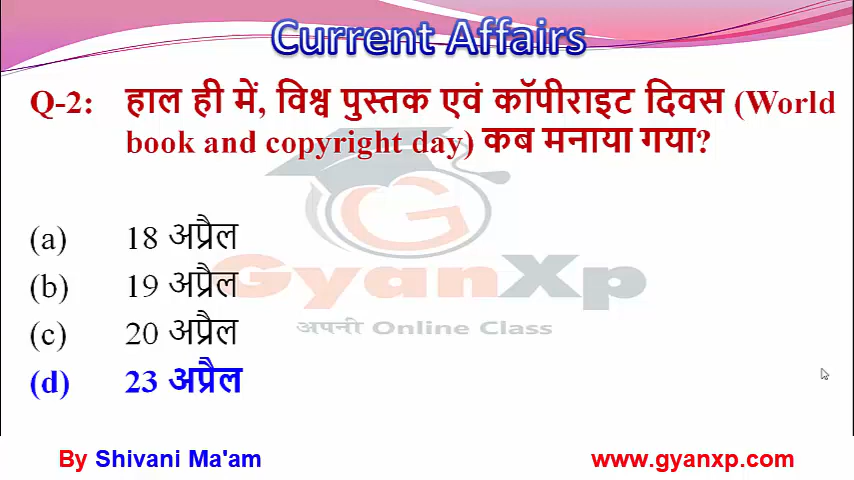 Current Affairs
Q-2: हाल ही में, विश्व पुस्तक एवं कॉपीराइट दिवस (World
book and copyright day) कब मनाया गया?
(a) 18 अप्रैल
(b) 19 अप्रैल
(c) 20 अप्रैल
(d) 23 अप्रैल
GyanXp
अपनी Online Class
By Shivani Ma'am www.gyanxp.com